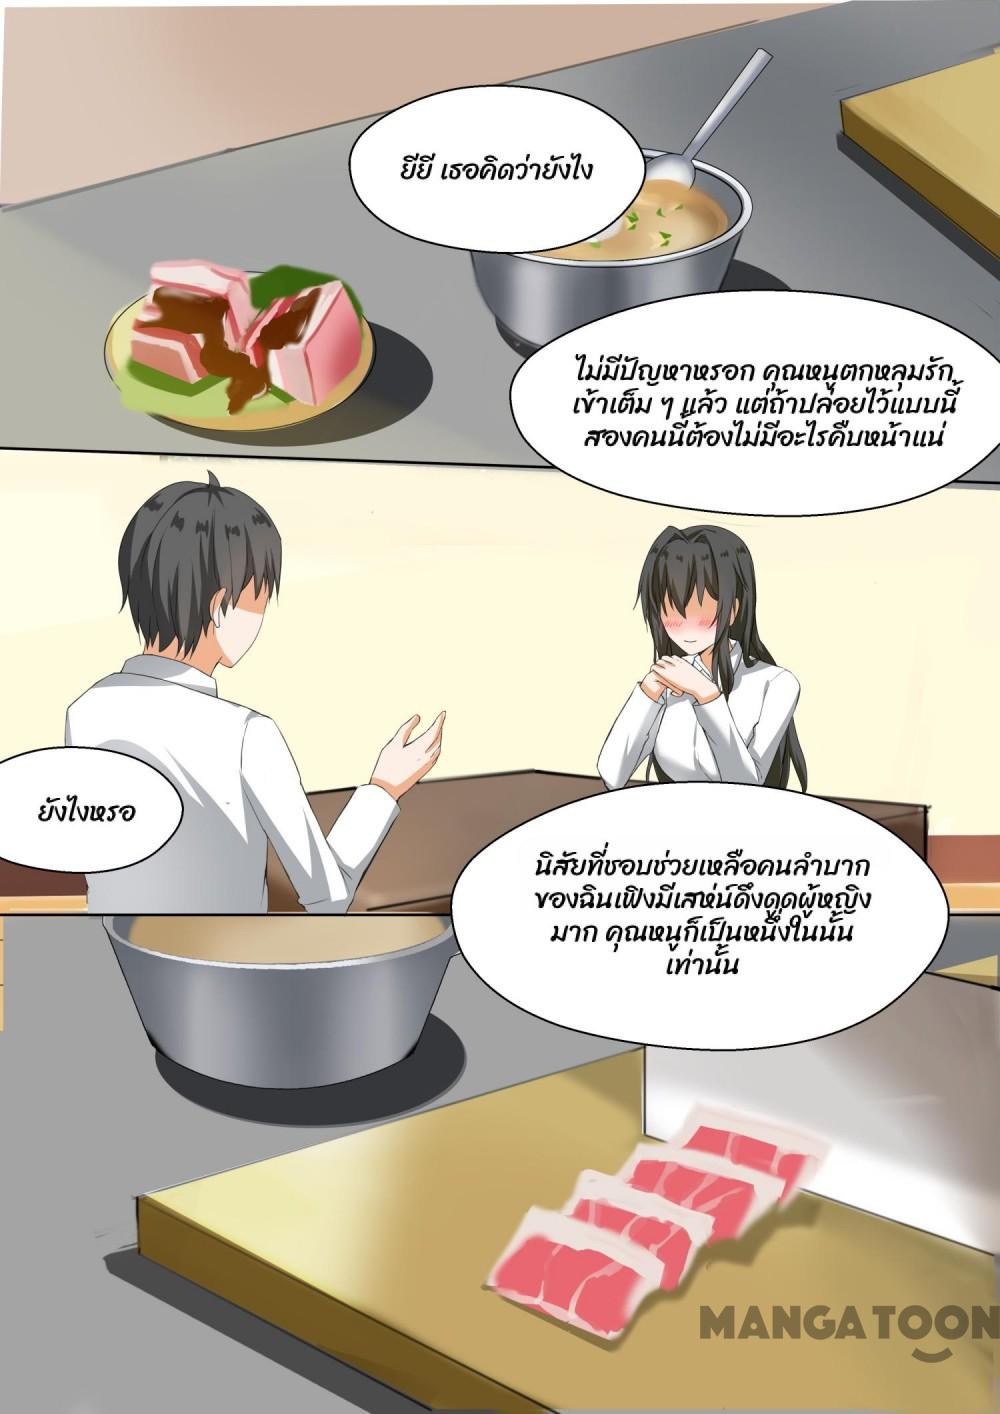 ยียี เธอคิดว่ายังไง
ไม่มีปัญหาหรอก คุณหนูตกหลุมรัก
เข้าเต็ม ๆ แล้ว แต่ถ้าปล่อยไว้แบบนี้
สองคนนี้ต้องไม่มีอะไรคืบหน้าแน่
ยังไงหรอ
นิสัยที่ชอบช่วยเหลือคนลำบาก
ของฉินเฟิงมีเสน่ห์ดึงดูดผู้หญิง
มาก คุณหนูก็เป็นหนึ่งในนั้น
เท่านั้น
MANGATOON